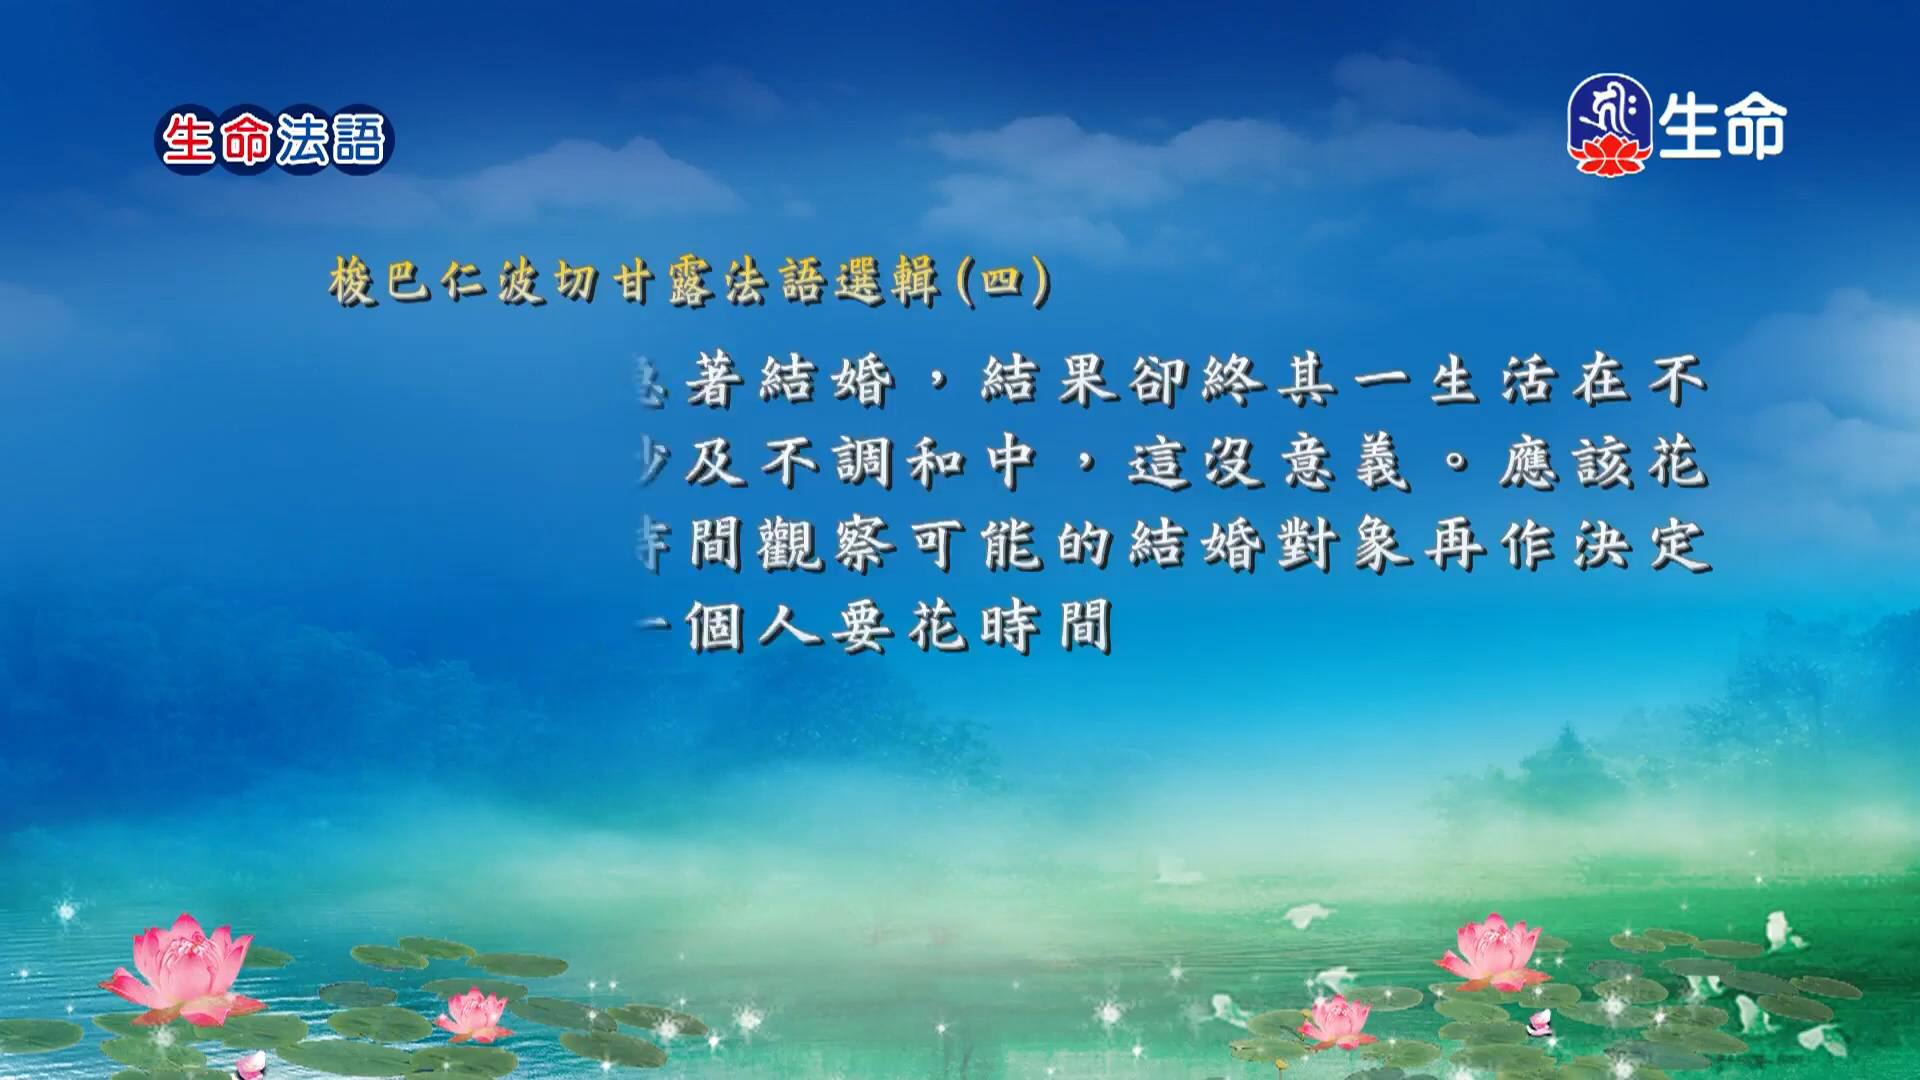 生命法語
生命
梭巴仁波切甘露法語選輯(四)
著結婚，結果卻終其一生活在不
及不調和中，這沒意義。應該花
時間觀察可能的結婚對象再作決定
一個人要花時間